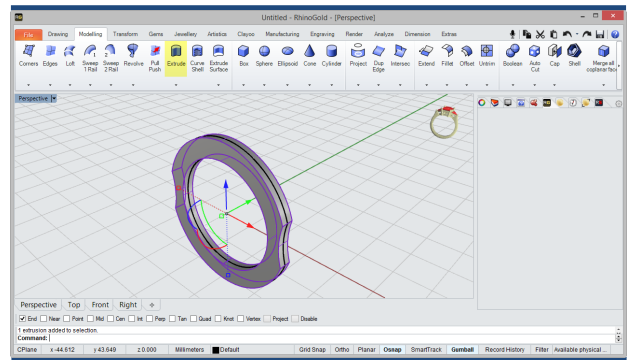 Untitled - RhinoGold - [Perspective]
File Drawing Modelling Transform Gems Jewellery Artistics Clayoo Manufacturing Engraving Render Analyze Dimension Extras
Corners Edges Loft Sweep 1 Rail Sweep 2 Rail Revolve Pull Push Extrude Curve Shell Extrude Surface Box Sphere Ellipsoid Cone Cylinder Project Dup Edge Intersec Extend Fillet Offset Untrim Boolean Auto Cut Cap Shell Merge all coplanar fac
Perspective
Perspective Top Front Right
End Near Point Mid Cen Int Perp Tan Quad Knot Vertex Project Disable
1 extrusion added to selection.
Command:
CPlane x -44.612 y 43.649 z 0.000 Millimeters Default Grid Snap Ortho Planar Osnap SmartTrack Gumball Record History Filter Available physical ...